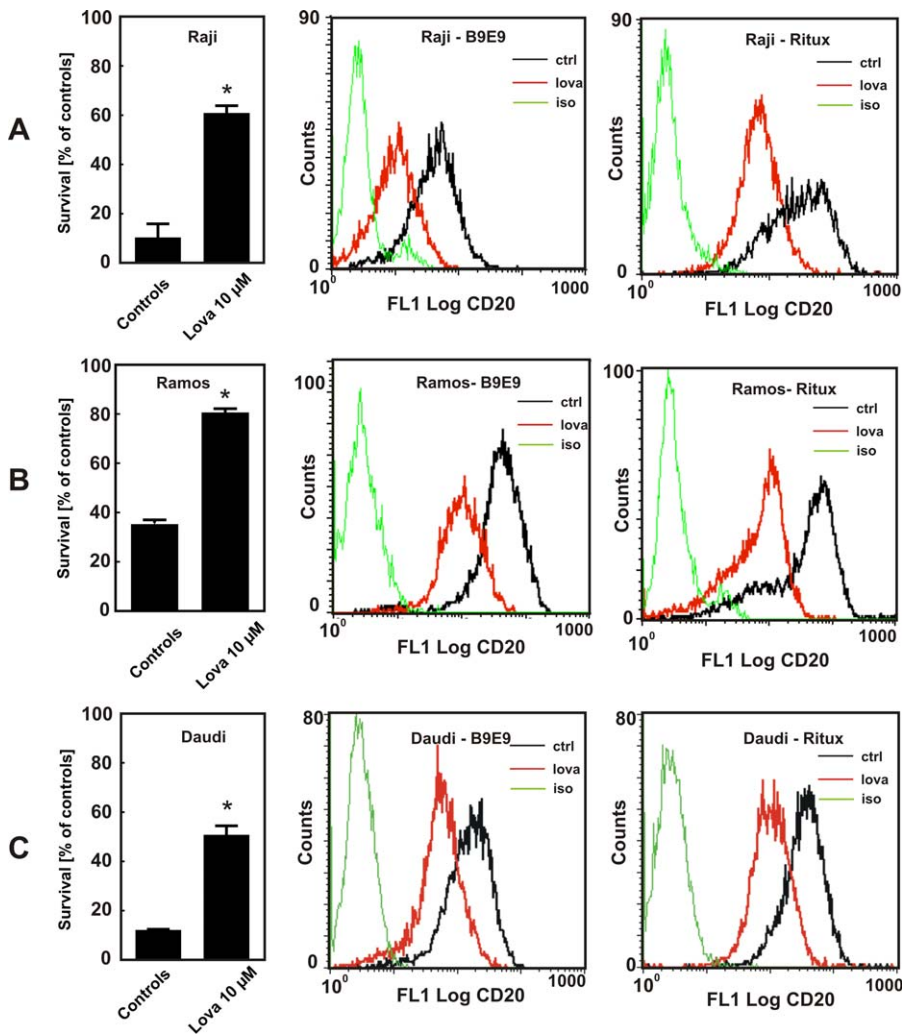 A
Survival [% of controls]
100
80
60
40
20
0
Raji
*
Controls
Lova 10 µM
Counts
90
0
Raji - B9E9
ctrl
lova
iso
10⁰
1000
FL1 Log CD20
Counts
90
0
Raji - Ritux
ctrl
lova
iso
10⁰
1000
FL1 Log CD20
B
Survival [% of controls]
100
80
60
40
20
0
Ramos
*
Controls
Lova 10 µM
Counts
100
0
Ramos- B9E9
ctrl
lova
iso
10⁰
1000
FL1 Log CD20
Counts
100
0
Ramos- Ritux
ctrl
lova
iso
10⁰
1000
FL1 Log CD20
C
Survival [% of controls]
100
80
60
40
20
0
Daudi
*
Controls
Lova 10 µM
Counts
80
0
Daudi - B9E9
ctrl
lova
iso
10⁰
1000
FL1 Log CD20
Counts
80
0
Daudi - Ritux
ctrl
lova
iso
10⁰
1000
FL1 Log CD20